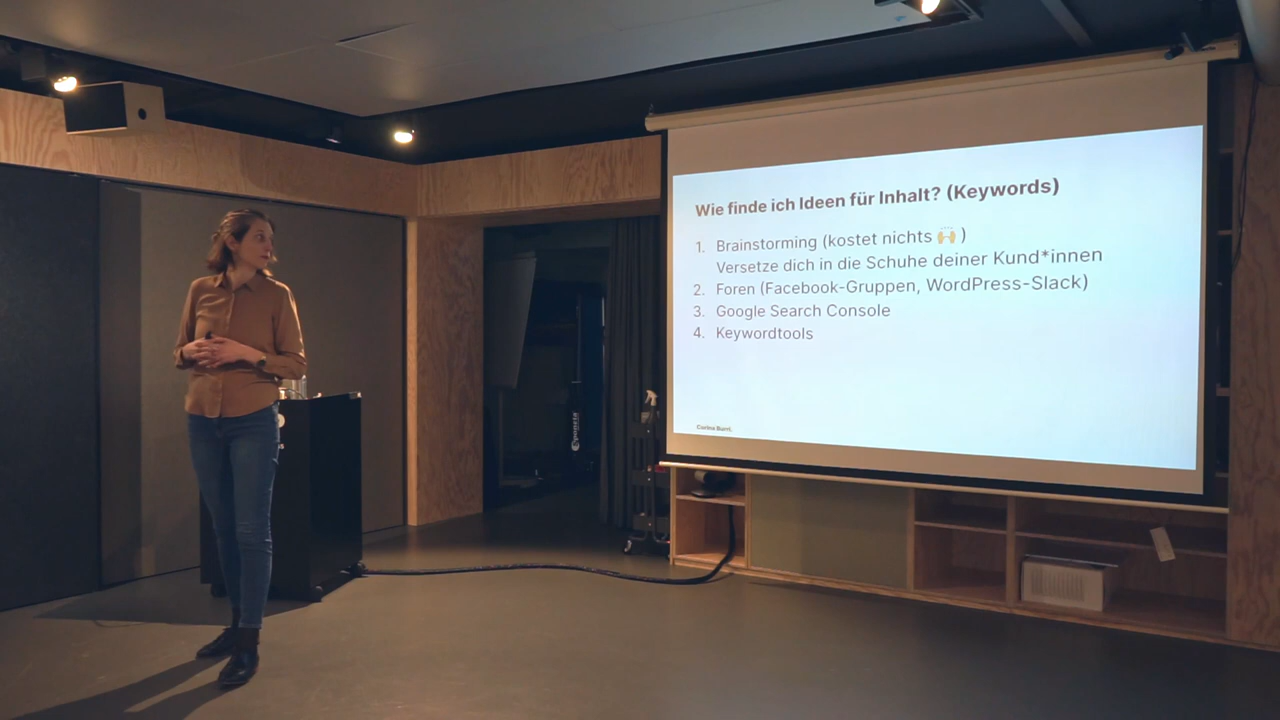 Wie finde ich Ideen für Inhalt? (Keywords)
1. Brainstorming (kostet nichts 🙌)
Versetze dich in die Schuhe deiner Kund*innen
2. Foren (Facebook-Gruppen, WordPress-Slack)
3. Google Search Console
4. Keywordtools
Corina Burri.